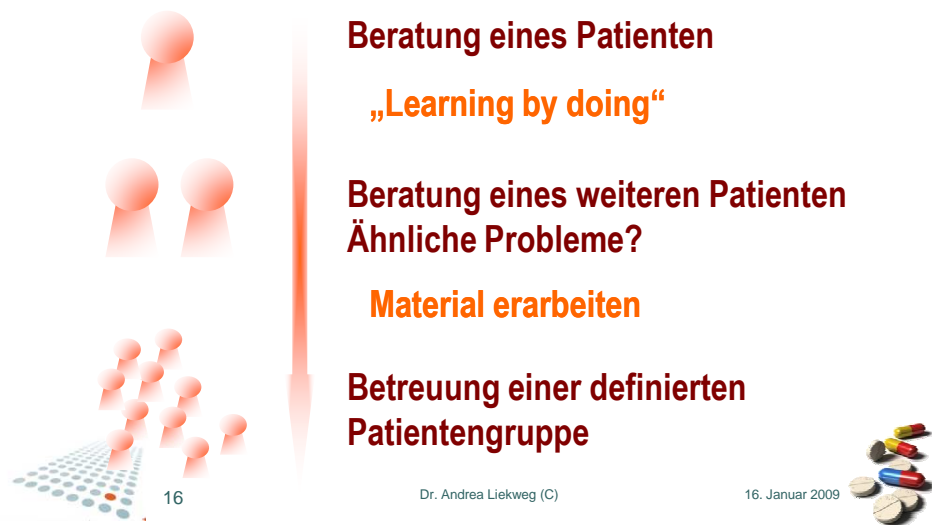 Beratung eines Patienten
„Learning by doing“
Beratung eines weiteren Patienten
Ähnliche Probleme?
Material erarbeiten
Betreuung einer definierten
Patientengruppe
16
Dr. Andrea Liekweg (C)
16. Januar 2009